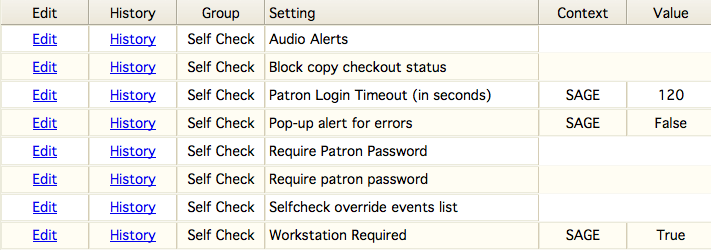 Edit History Group Setting Context Value
Edit History Self Check Audio Alerts
Edit History Self Check Block copy checkout status
Edit History Self Check Patron Login Timeout (in seconds) SAGE 120
Edit History Self Check Pop-up alert for errors SAGE False
Edit History Self Check Require Patron Password
Edit History Self Check Require patron password
Edit History Self Check Selfcheck override events list
Edit History Self Check Workstation Required SAGE True